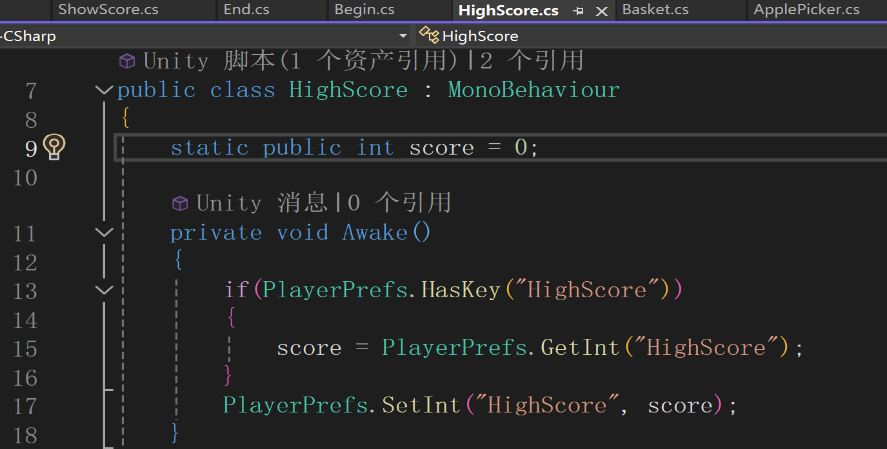 ShowScore.cs End.cs Begin.cs HighScore.cs Basket.cs ApplePicker.cs
-CSharp HighScore
Unity 脚本(1 个资产引用)|2 个引用
7 public class HighScore : MonoBehaviour
8 {
9 static public int score = 0;
10
Unity 消息|0 个引用
11 private void Awake()
12 {
13 if(PlayerPrefs.HasKey("HighScore"))
14 {
15 score = PlayerPrefs.GetInt("HighScore");
16 }
17 PlayerPrefs.SetInt("HighScore", score);
18 }